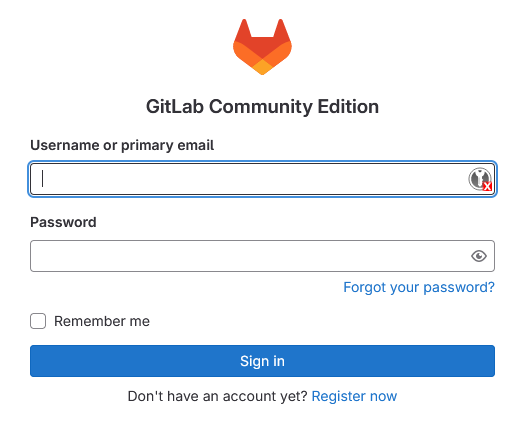 GitLab Community Edition
Username or primary email
Password
Forgot your password?
Remember me
Sign in
Don't have an account yet? Register now